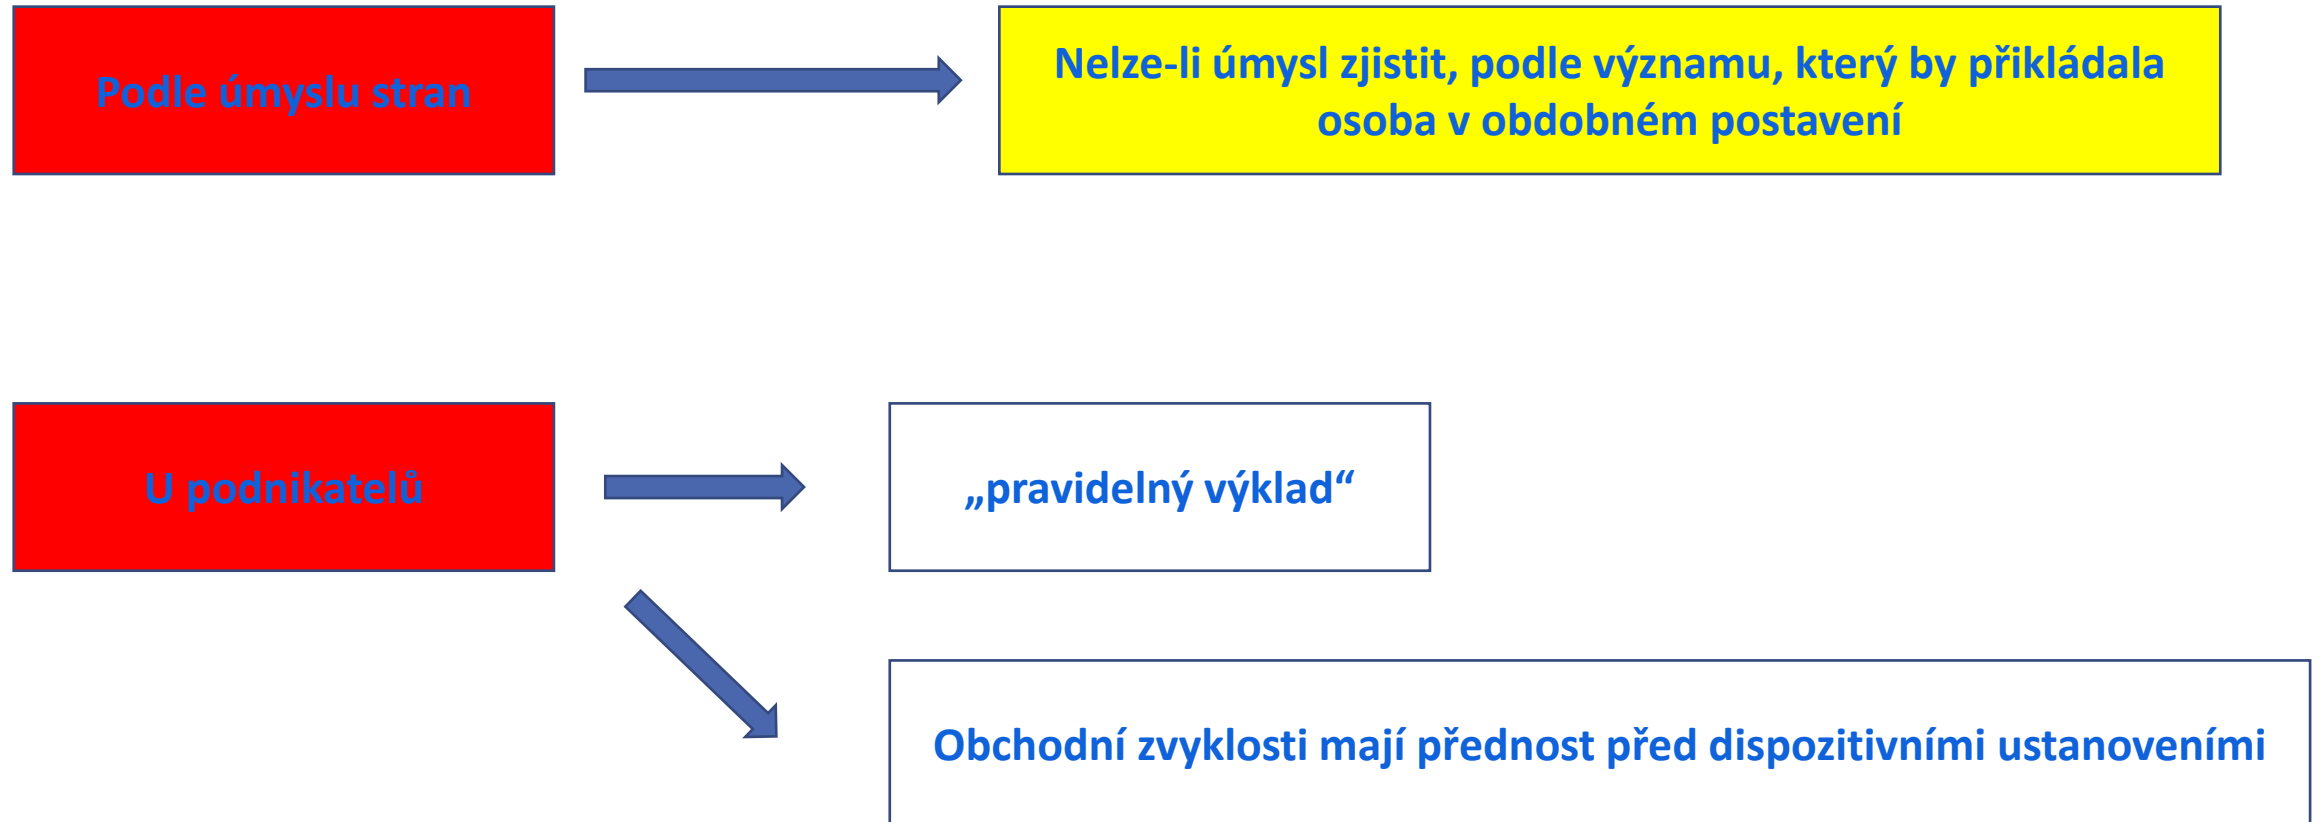 Podle úmyslu stran
Nelze-li úmysl zjistit, podle významu, který by přikládala
osoba v obdobném postavení
U podnikatelů
„pravidelný výklad“
Obchodní zvyklosti mají přednost před dispozitivními ustanoveními